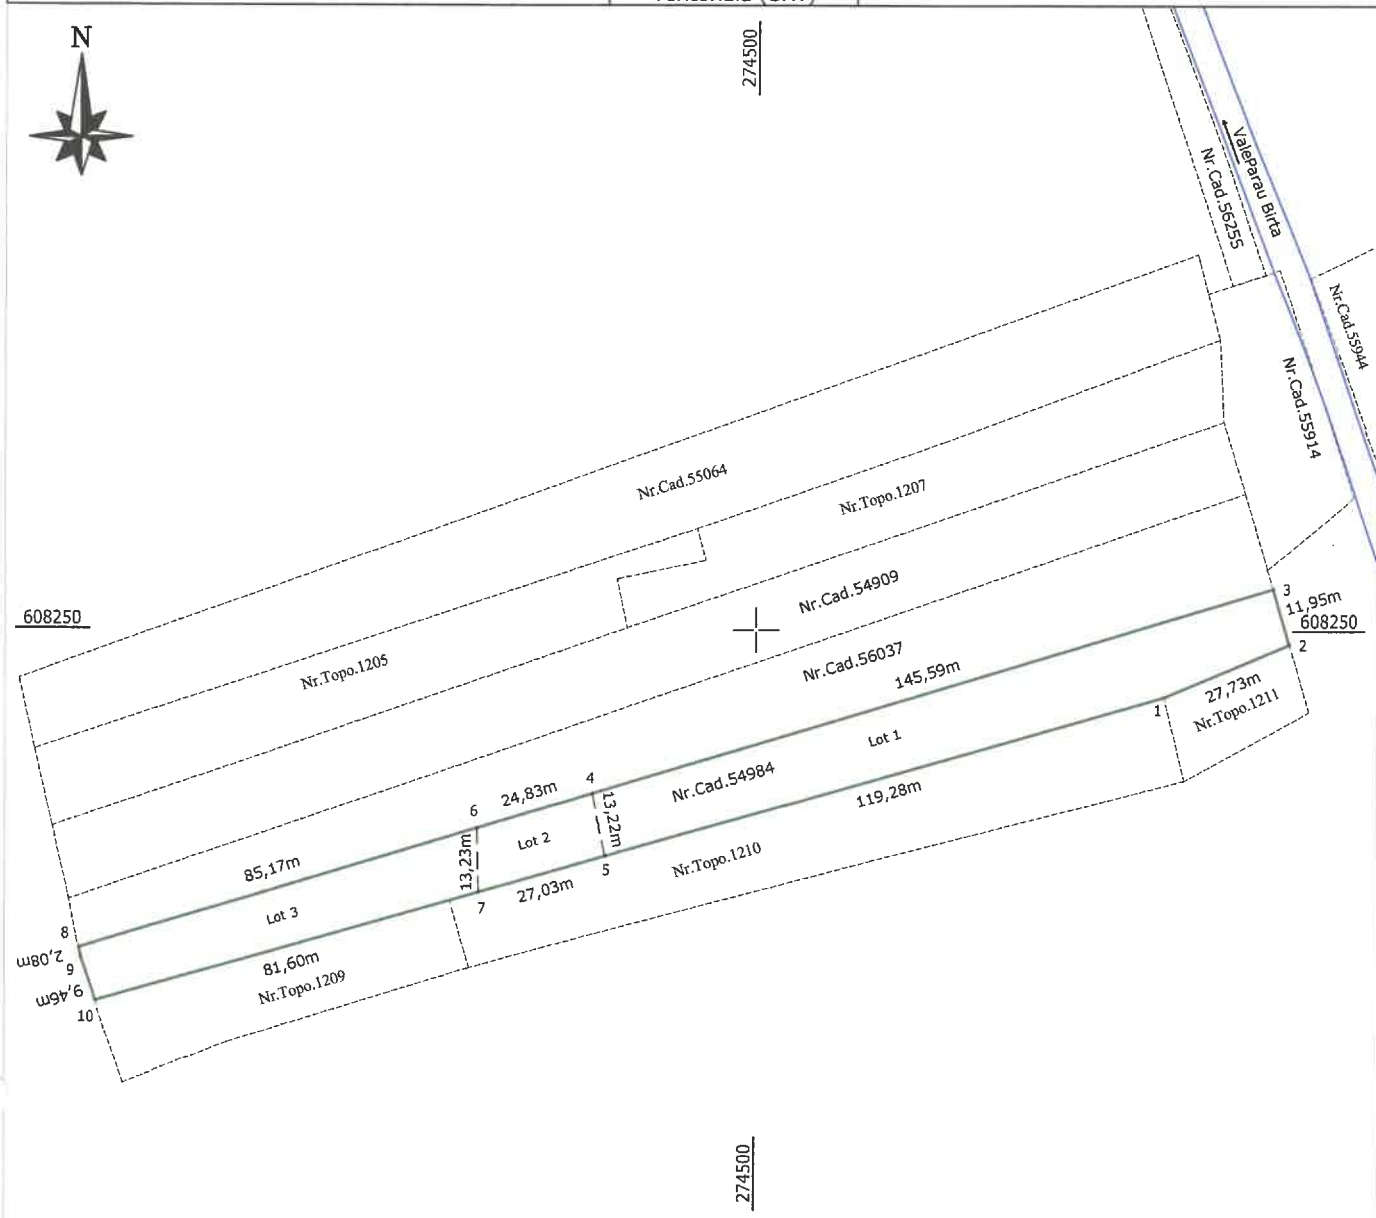 N
274500
ValeParau Birta
Nr.Cad.56255
Nr.Cad.55944
Nr.Cad.55914
Nr.Cad.55064
Nr.Topo.1207
Nr.Cad.54909
3
11,95m
608250
608250
2
Nr.Topo.1205
Nr.Cad.56037
145,59m
27,73m
Nr.Topo.1211
1
Lot 1
4
Nr.Cad.54984
24,83m
6
119,28m
13,22m
Lot 2
13,23m
5
Nr.Topo.1210
85,17m
27,03m
7
Lot 3
8
2,08m
9
81,60m
9,46m
Nr.Topo.1209
10
274500